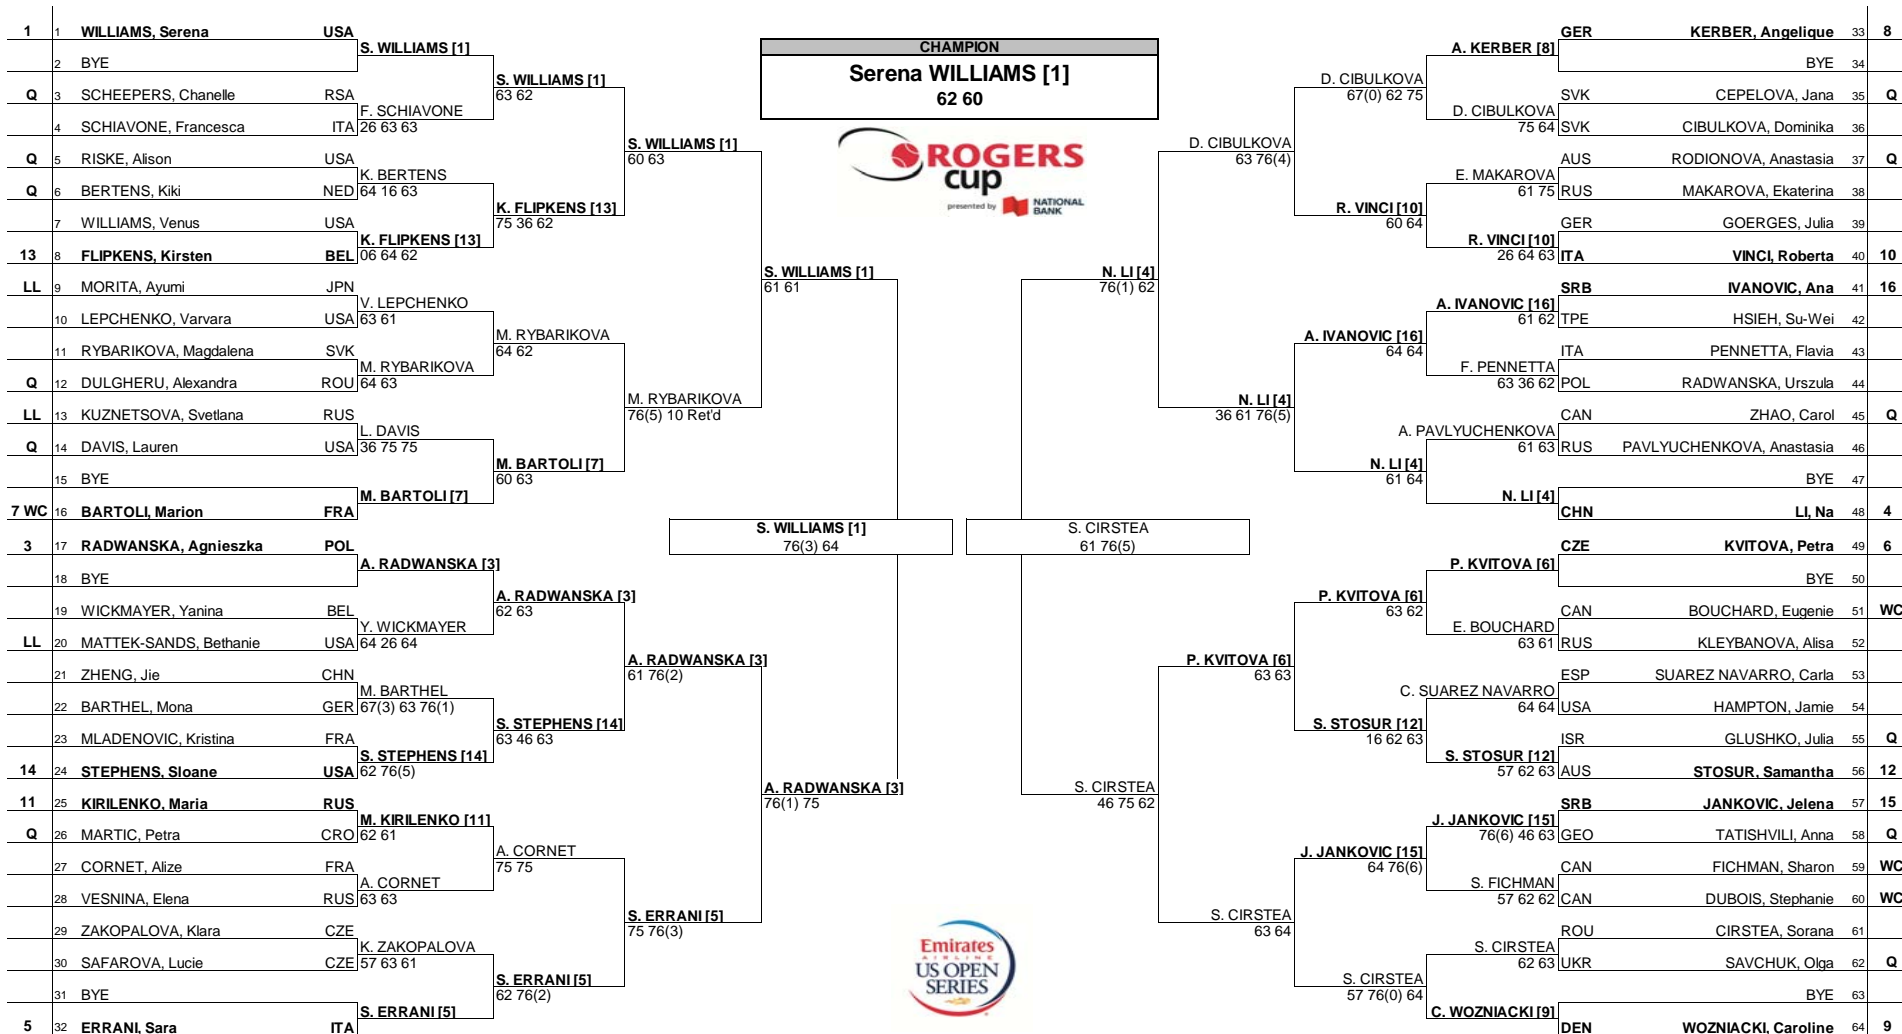 1 1 WILLIAMS, Serena USA
2 BYE
Q 3 SCHEEPERS, Chanelle RSA
4 SCHIAVONE, Francesca ITA
Q 5 RISKE, Alison USA
Q 6 BERTENS, Kiki NED
7 WILLIAMS, Venus USA
13 8 FLIPKENS, Kirsten BEL
LL 9 MORITA, Ayumi JPN
10 LEPCHENKO, Varvara USA
11 RYBARIKOVA, Magdalena SVK
Q 12 DULGHERU, Alexandra ROU
LL 13 KUZNETSOVA, Svetlana RUS
Q 14 DAVIS, Lauren USA
15 BYE
7 WC 16 BARTOLI, Marion FRA
3 17 RADWANSKA, Agnieszka POL
18 BYE
19 WICKMAYER, Yanina BEL
LL 20 MATTEK-SANDS, Bethanie USA
21 ZHENG, Jie CHN
22 BARTHEL, Mona GER
23 MLADENOVIC, Kristina FRA
14 24 STEPHENS, Sloane USA
11 25 KIRILENKO, Maria RUS
Q 26 MARTIC, Petra CRO
27 CORNET, Alize FRA
28 VESNINA, Elena RUS
29 ZAKOPALOVA, Klara CZE
30 SAFAROVA, Lucie CZE
31 BYE
5 32 ERRANI, Sara ITA
S. WILLIAMS [1]
F. SCHIAVONE
26 63 63
K. BERTENS
64 16 63
K. FLIPKENS [13]
06 64 62
V. LEPCHENKO
63 61
M. RYBARIKOVA
64 63
L. DAVIS
36 75 75
M. BARTOLI [7]
A. RADWANSKA [3]
Y. WICKMAYER
64 26 64
M. BARTHEL
67(3) 63 76(1)
S. STEPHENS [14]
62 76(5)
M. KIRILENKO [11]
62 61
A. CORNET
63 63
K. ZAKOPALOVA
57 63 61
S. ERRANI [5]
S. WILLIAMS [1]
63 62
K. FLIPKENS [13]
75 36 62
M. RYBARIKOVA
64 62
M. BARTOLI [7]
60 63
A. RADWANSKA [3]
62 63
S. STEPHENS [14]
63 46 63
A. CORNET
75 75
S. ERRANI [5]
62 76(2)
S. WILLIAMS [1]
60 63
M. RYBARIKOVA
76(5) 10 Ret'd
A. RADWANSKA [3]
61 76(2)
S. ERRANI [5]
75 76(3)
S. WILLIAMS [1]
61 61
A. RADWANSKA [3]
76(1) 75
S. WILLIAMS [1]
76(3) 64
CHAMPION
Serena WILLIAMS [1]
62 60
ROGERS
cup
presented by NATIONAL
BANK
S. CIRSTEA
61 76(5)
Emirates
AIRLINE
US OPEN
SERIES
N. LI [4]
76(1) 62
S. CIRSTEA
46 75 62
D. CIBULKOVA
63 76(4)
N. LI [4]
36 61 76(5)
P. KVITOVA [6]
63 63
S. CIRSTEA
63 64
D. CIBULKOVA
67(0) 62 75
R. VINCI [10]
60 64
A. IVANOVIC [16]
64 64
N. LI [4]
61 64
P. KVITOVA [6]
63 62
S. STOSUR [12]
16 62 63
J. JANKOVIC [15]
64 76(6)
S. CIRSTEA
57 76(0) 64
A. KERBER [8]
D. CIBULKOVA
75 64
E. MAKAROVA
61 75
R. VINCI [10]
26 64 63
A. IVANOVIC [16]
61 62
F. PENNETTA
63 36 62
A. PAVLYUCHENKOVA
61 63
N. LI [4]
P. KVITOVA [6]
E. BOUCHARD
63 61
C. SUAREZ NAVARRO
64 64
S. STOSUR [12]
57 62 63
J. JANKOVIC [15]
76(6) 46 63
S. FICHMAN
57 62 62
S. CIRSTEA
62 63
C. WOZNIACKI [9]
GER KERBER, Angelique 33 8
BYE 34
SVK CEPELOVA, Jana 35 Q
SVK CIBULKOVA, Dominika 36
AUS RODIONOVA, Anastasia 37 Q
RUS MAKAROVA, Ekaterina 38
GER GOERGES, Julia 39
ITA VINCI, Roberta 40 10
SRB IVANOVIC, Ana 41 16
TPE HSIEH, Su-Wei 42
ITA PENNETTA, Flavia 43
POL RADWANSKA, Urszula 44
CAN ZHAO, Carol 45 Q
RUS PAVLYUCHENKOVA, Anastasia 46
BYE 47
CHN LI, Na 48 4
CZE KVITOVA, Petra 49 6
BYE 50
CAN BOUCHARD, Eugenie 51 WC
RUS KLEYBANOVA, Alisa 52
ESP SUAREZ NAVARRO, Carla 53
USA HAMPTON, Jamie 54
ISR GLUSHKO, Julia 55 Q
AUS STOSUR, Samantha 56 12
SRB JANKOVIC, Jelena 57 15
GEO TATISHVILI, Anna 58 Q
CAN FICHMAN, Sharon 59 WC
CAN DUBOIS, Stephanie 60 WC
ROU CIRSTEA, Sorana 61
UKR SAVCHUK, Olga 62 Q
BYE 63
DEN WOZNIACKI, Caroline 64 9